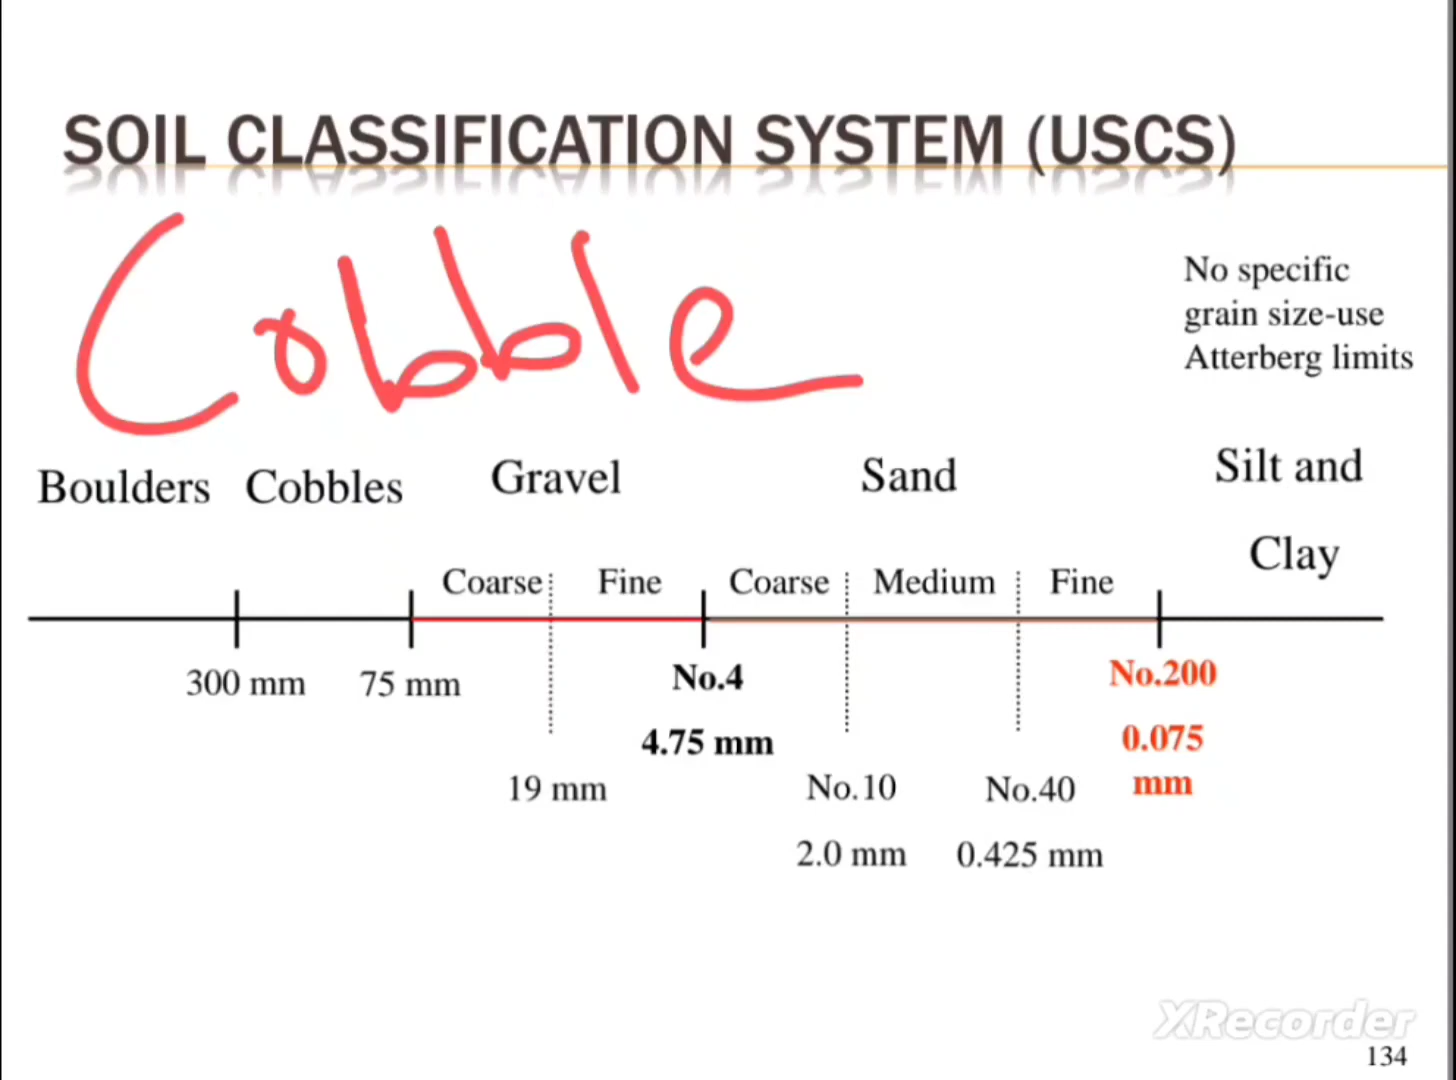 SOIL CLASSIFICATION SYSTEM (USCS)
Cobble
No specific
grain size-use
Atterberg limits
Boulders Cobbles Gravel Sand Silt and
Clay
Coarse Fine Coarse Medium Fine
300 mm 75 mm No.4 No.200
4.75 mm 0.075
mm
19 mm No.10 No.40
2.0 mm 0.425 mm
XRecorder
134